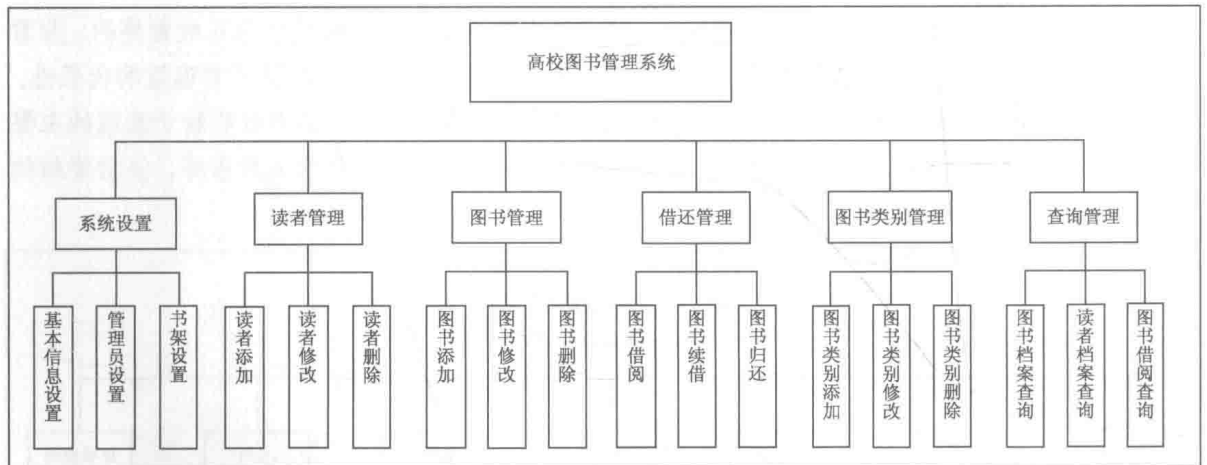 高校图书管理系统
系统设置
读者管理
图书管理
借还管理
图书类别管理
查询管理
基本信息设置
管理员设置
书架设置
读者添加
读者修改
读者删除
图书添加
图书修改
图书删除
图书借阅
图书续借
图书归还
图书类别添加
图书类别修改
图书类别删除
图书档案查询
读者档案查询
图书借阅查询